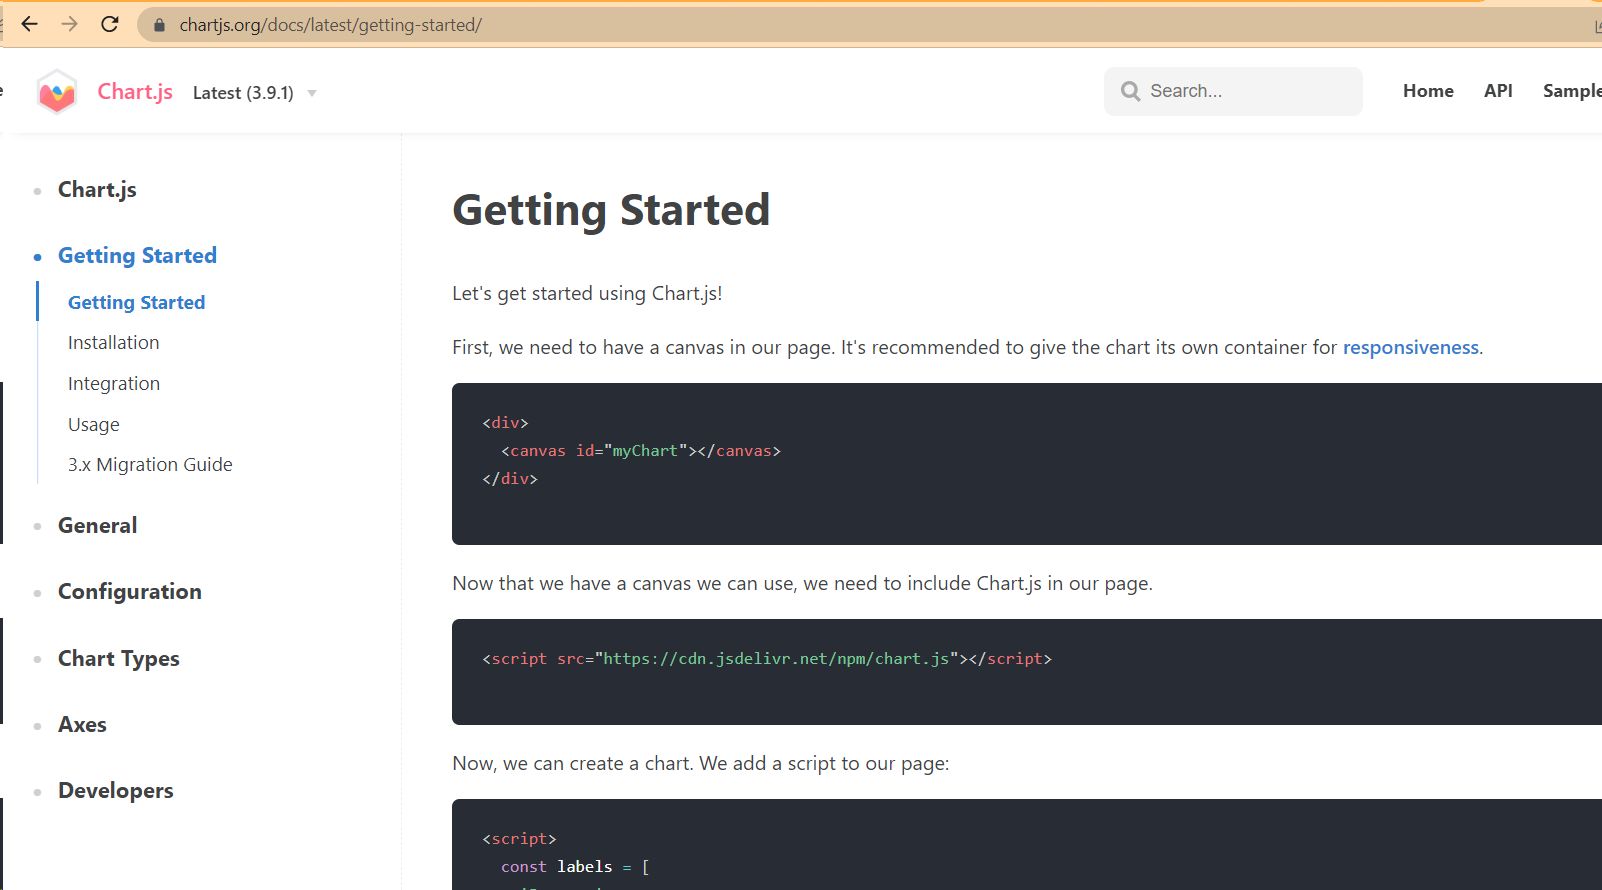 chartjs.org/docs/latest/getting-started/
Chart.js
Latest (3.9.1)
Search...
Home
API
Sample
Chart.js
Getting Started
Getting Started
Installation
Integration
Usage
3.x Migration Guide
General
Configuration
Chart Types
Axes
Developers
Getting Started
Let's get started using Chart.js!
First, we need to have a canvas in our page. It's recommended to give the chart its own container for responsiveness.
<div>
  <canvas id="myChart"></canvas>
</div>
Now that we have a canvas we can use, we need to include Chart.js in our page.
<script src="https://cdn.jsdelivr.net/npm/chart.js"></script>
Now, we can create a chart. We add a script to our page:
<script>
  const labels = [